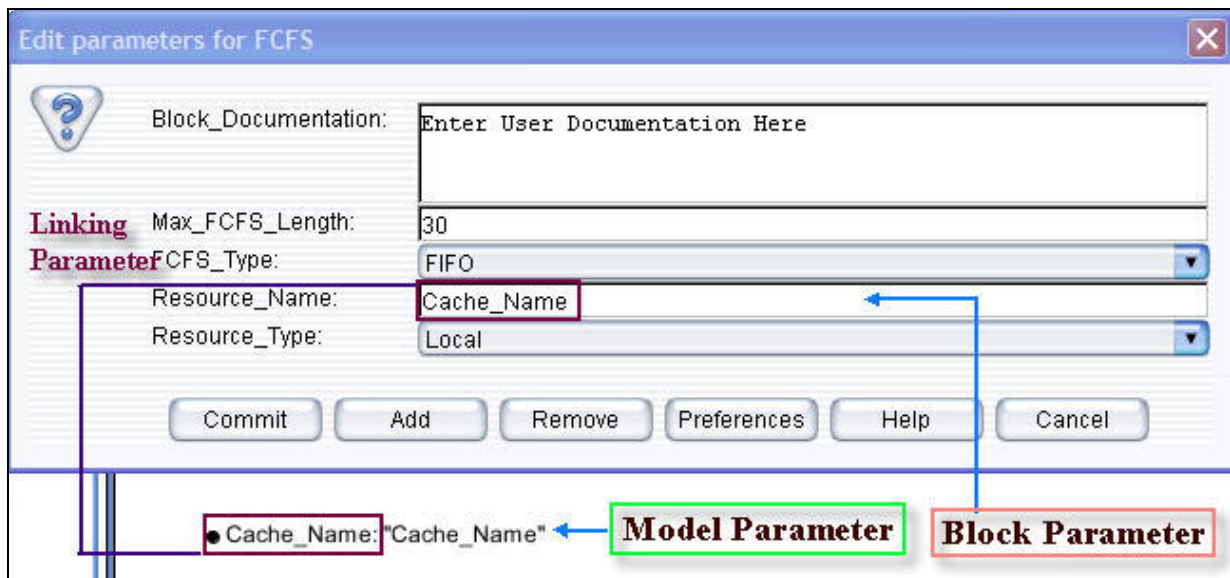 Edit parameters for FCFS
Block_Documentation:
Enter User Documentation Here
Linking Parameter
Max_FCFS_Length:
30
FCFS_Type:
FIFO
Resource_Name:
Cache_Name
Resource_Type:
Local
Commit
Add
Remove
Preferences
Help
Cancel
Cache_Name: "Cache_Name"
Model Parameter
Block Parameter